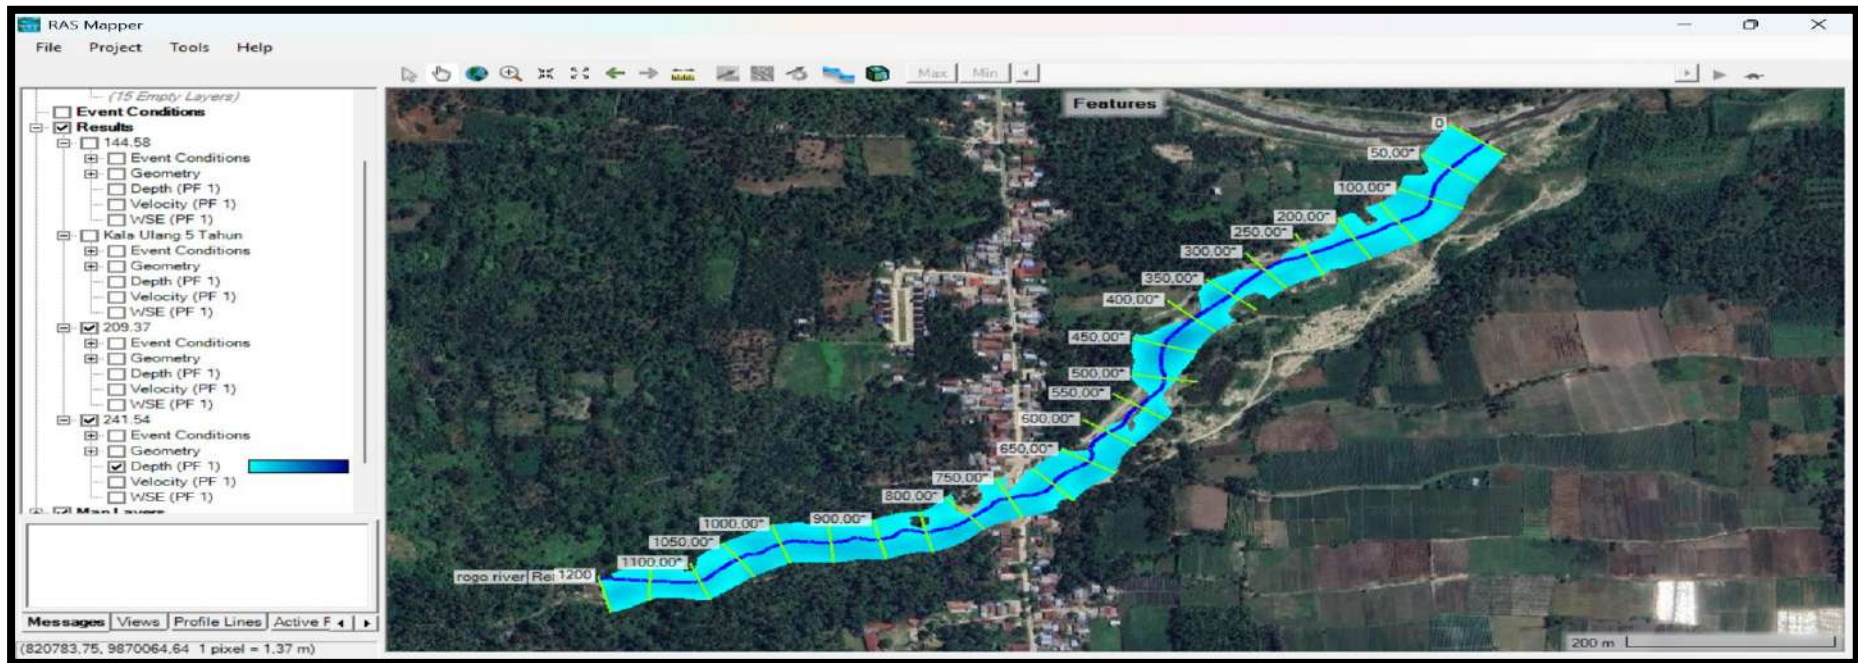 RAS Mapper
File Project Tools Help
Max Min
(15 Empty Layers)
Event Conditions
Results
144.58
Event Conditions
Geometry
Depth (PF 1)
Velocity (PF 1)
WSE (PF 1)
Kala Ulang 5 Tahun
Event Conditions
Geometry
Depth (PF 1)
Velocity (PF 1)
WSE (PF 1)
209.37
Event Conditions
Geometry
Depth (PF 1)
Velocity (PF 1)
WSE (PF 1)
241.54
Event Conditions
Geometry
Depth (PF 1)
Velocity (PF 1)
WSE (PF 1)
Map Layers
Messages Views Profile Lines Active F
(820783,75, 9870064,64 1 pixel = 1,37 m)
Features
0
50,00*
100,00*
200,00*
250,00*
300,00*
350,00*
400,00*
450,00*
500,00*
550,00*
600,00*
650,00*
750,00*
800,00*
900,00*
1000,00*
1050,00*
1100,00*
rogo river Re 1200
200 m